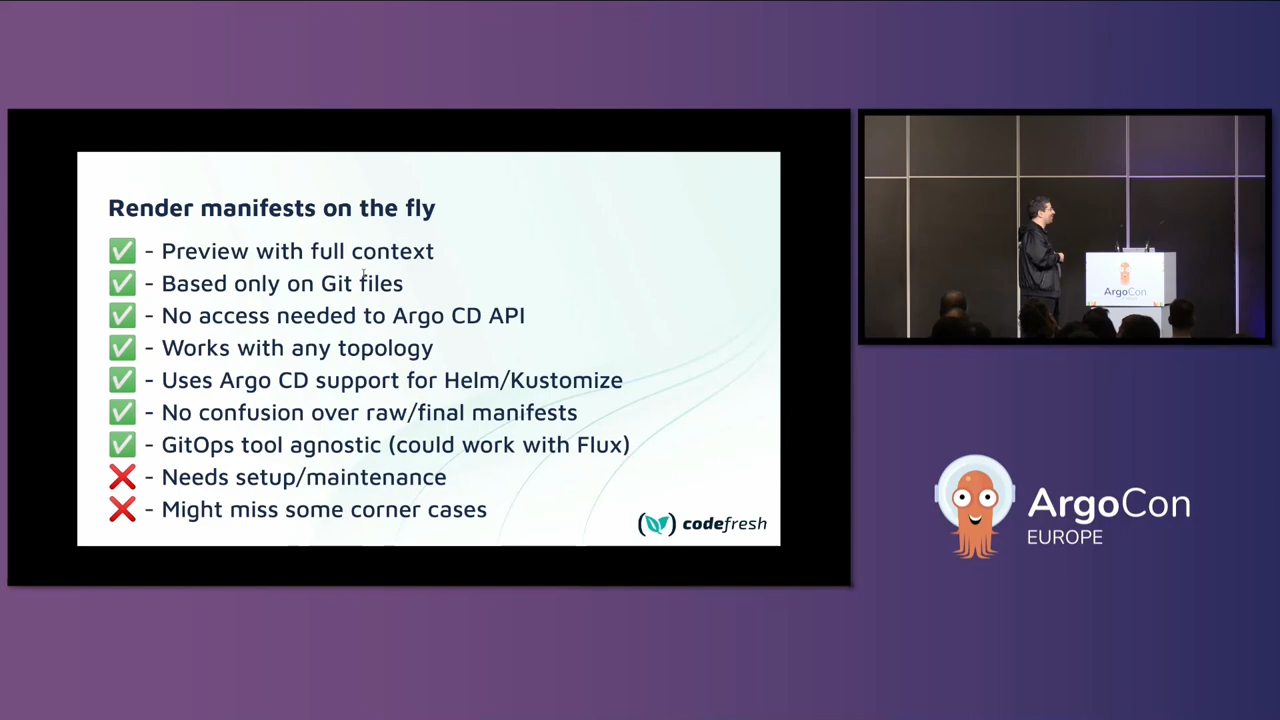 Render manifests on the fly
✅ - Preview with full context
✅ - Based only on Git files
✅ - No access needed to Argo CD API
✅ - Works with any topology
✅ - Uses Argo CD support for Helm/Kustomize
✅ - No confusion over raw/final manifests
✅ - GitOps tool agnostic (could work with Flux)
❌ - Needs setup/maintenance
❌ - Might miss some corner cases
codefresh
ArgoCon
EUROPE
ArgoCon
EUROPE